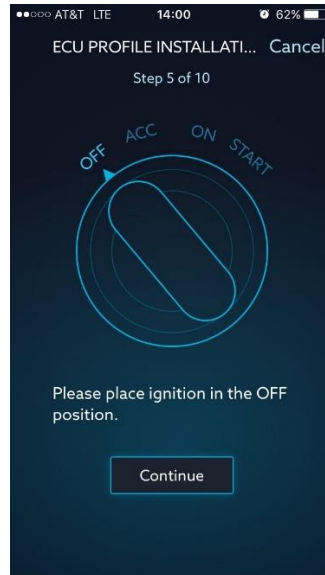 AT&T LTE 14:00 62%
ECU PROFILE INSTALLATI... Cancel
Step 5 of 10
OFF ACC ON START
Please place ignition in the OFF
position.
Continue